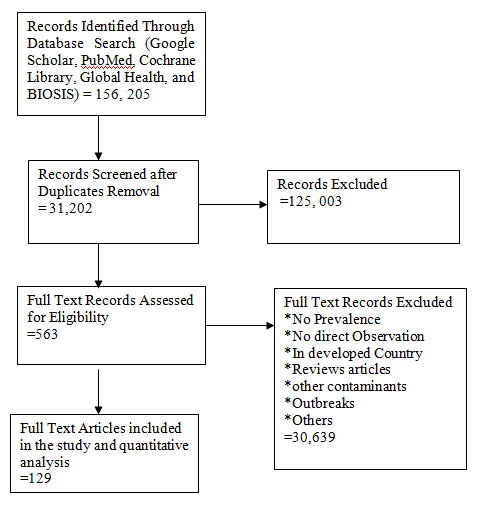 Records Identified Through
Database Search (Google
Scholar, PubMed, Cochrane
Library, Global Health, and
BIOSIS) = 156, 205
Records Screened after
Duplicates Removal
= 31,202
Records Excluded
=125, 003
Full Text Records Assessed
for Eligibility
=563
Full Text Records Excluded
*No Prevalence
*No direct Observation
*In developed Country
*Reviews articles
*other contaminants
*Outbreaks
*Others
=30,639
Full Text Articles included
in the study and quantitative
analysis
=129